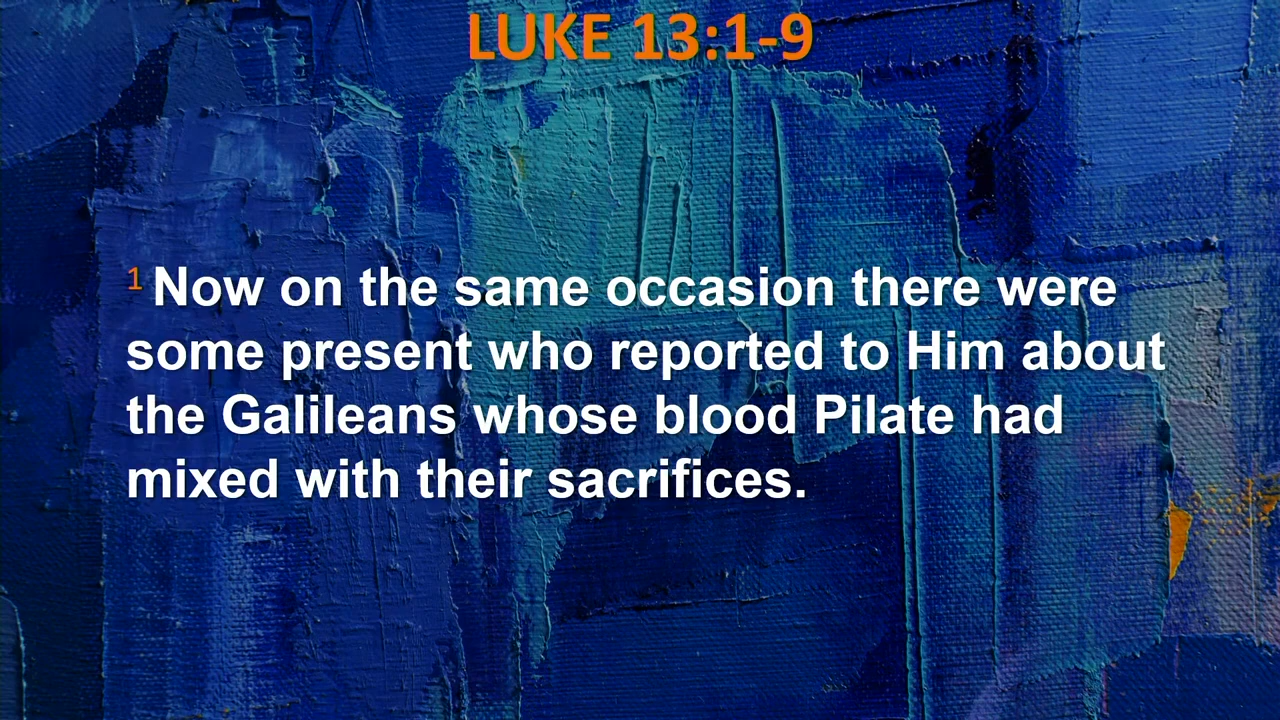 LUKE 13:1-9
1 Now on the same occasion there were
some present who reported to Him about
the Galileans whose blood Pilate had
mixed with their sacrifices.